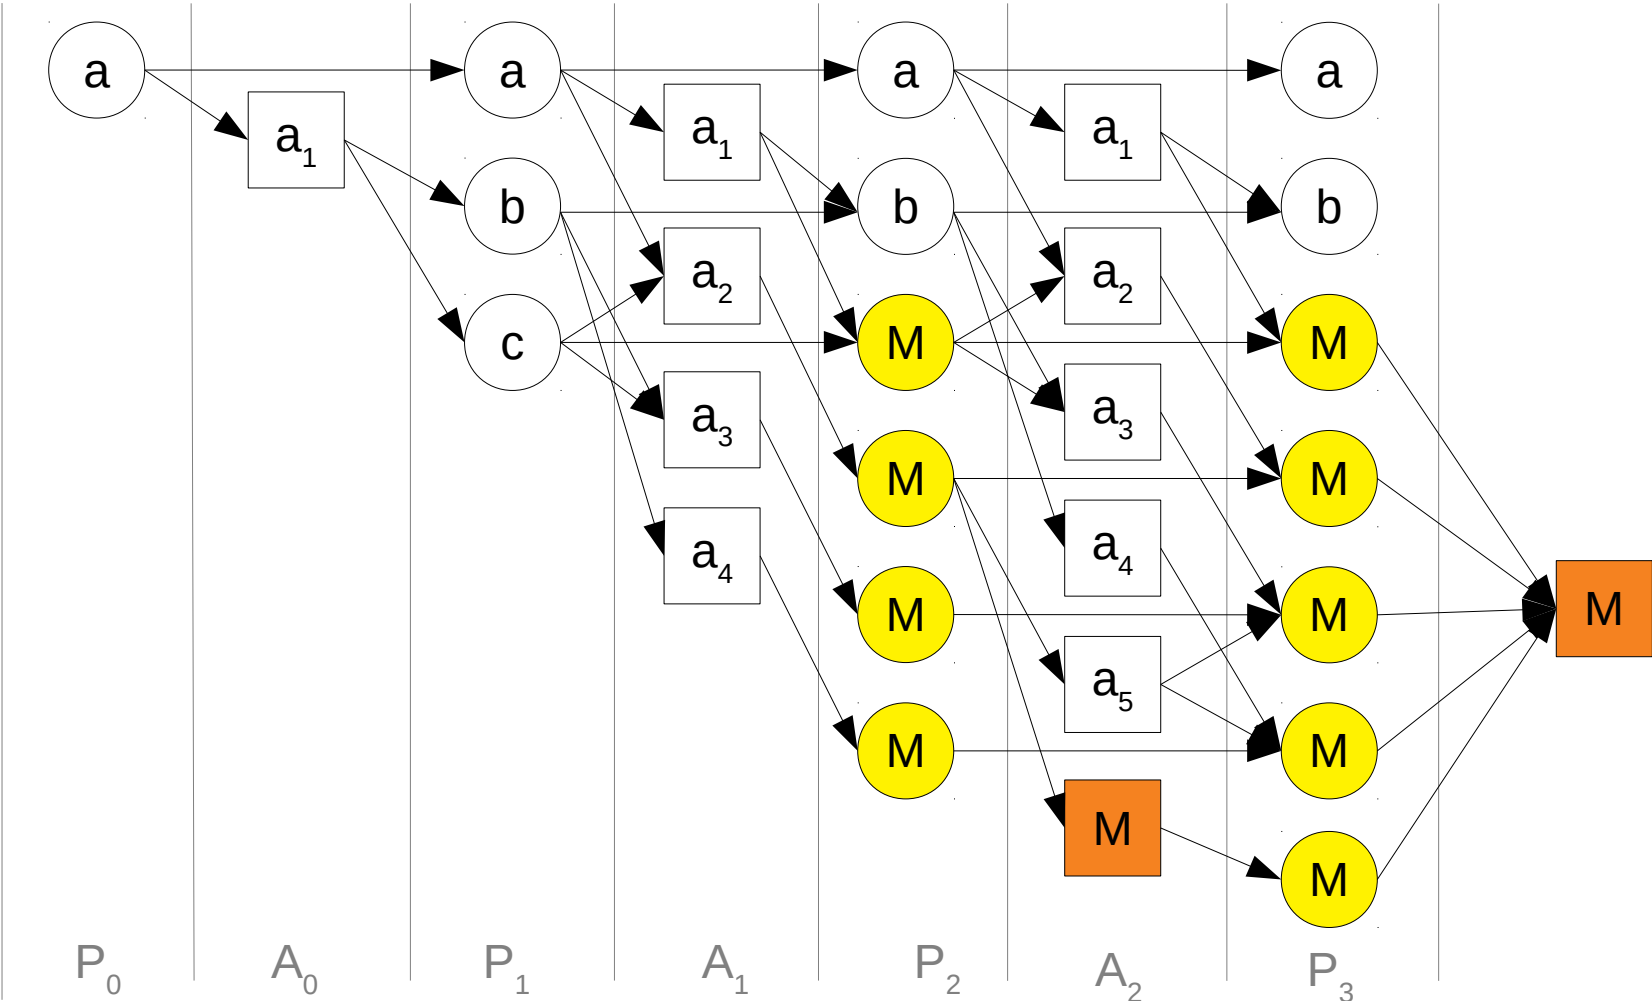 a a a a
a₁ a₁ a₁
b b b
a₂ a₂
c M M
a₃ a₃
M M
a₄ a₄
M M M
a₅
M M
M
M
P₀ A₀ P₁ A₁ P₂ A₂ P₃